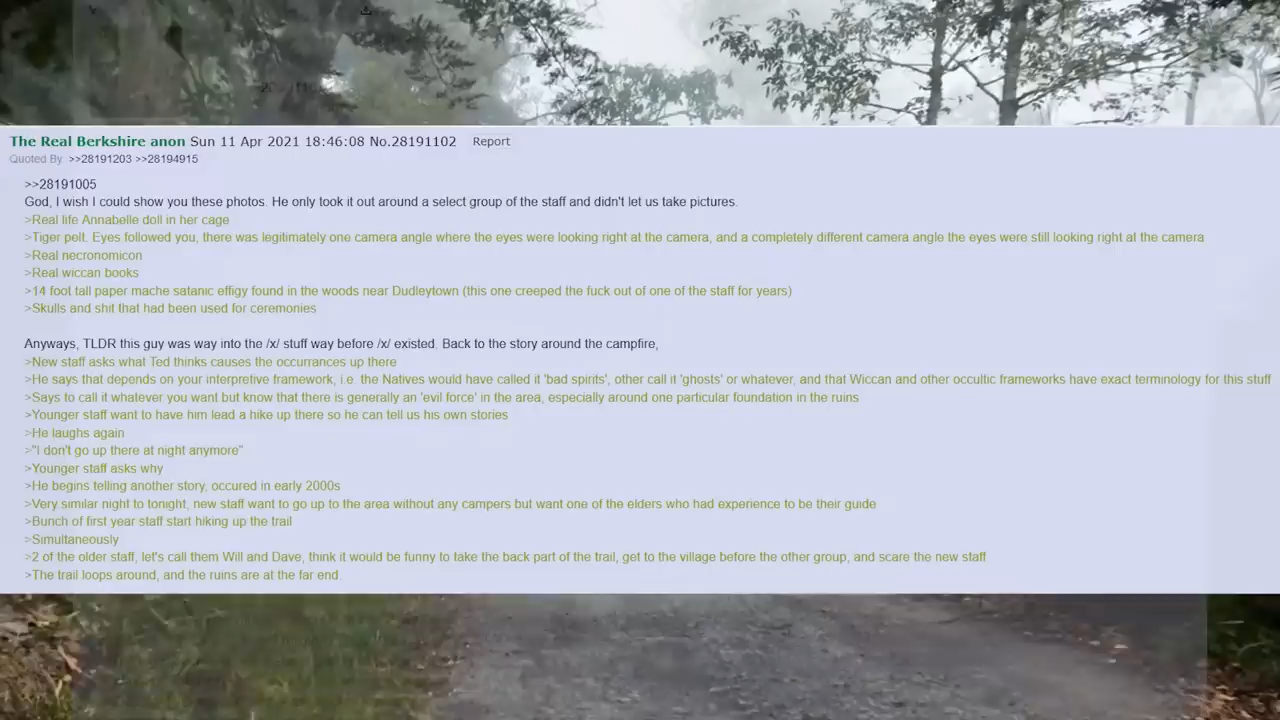 The Real Berkshire anon Sun 11 Apr 2021 18:46:08 No.28191102 Report
Quoted By: >>28191203 >>28194915
>>28191005
God, I wish I could show you these photos. He only took it out around a select group of the staff and didn't let us take pictures.
>Real life Annabelle doll in her cage
>Tiger pelt. Eyes followed you, there was legitimately one camera angle where the eyes were looking right at the camera, and a completely different camera angle the eyes were still looking right at the camera
>Real necronomicon
>Real wiccan books
>14 foot tall paper mache satanic effigy found in the woods near Dudleytown (this one creeped the fuck out of one of the staff for years)
>Skulls and shit that had been used for ceremonies
Anyways, TLDR this guy was way into the /x/ stuff way before /x/ existed. Back to the story around the campfire,
>New staff asks what Ted thinks causes the occurrances up there
>He says that depends on your interpretive framework, i.e. the Natives would have called it 'bad spirits', other call it 'ghosts' or whatever, and that Wiccan and other occultic frameworks have exact terminology for this stuff
>Says to call it whatever you want but know that there is generally an 'evil force' in the area, especially around one particular foundation in the ruins
>Younger staff want to have him lead a hike up there so he can tell us his own stories
>He laughs again
>"I don't go up there at night anymore"
>Younger staff asks why
>He begins telling another story, occured in early 2000s
>Very similar night to tonight, new staff want to go up to the area without any campers but want one of the elders who had experience to be their guide
>Bunch of first year staff start hiking up the trail
>Simultaneously
>2 of the older staff, let's call them Will and Dave, think it would be funny to take the back part of the trail, get to the village before the other group, and scare the new staff
>The trail loops around, and the ruins are at the far end.